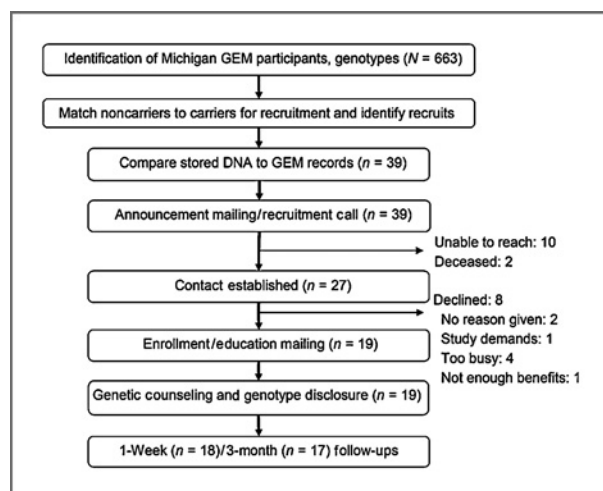 Identification of Michigan GEM participants, genotypes (N = 663)
Match noncarriers to carriers for recruitment and identify recruits
Compare stored DNA to GEM records (n = 39)
Announcement mailing/recruitment call (n = 39)
Unable to reach: 10
Deceased: 2
Contact established (n = 27)
Declined: 8
No reason given: 2
Study demands: 1
Too busy: 4
Not enough benefits: 1
Enrollment/education mailing (n = 19)
Genetic counseling and genotype disclosure (n = 19)
1-Week (n = 18)/3-month (n = 17) follow-ups